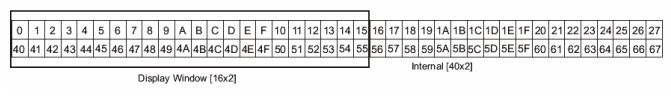 0 1 2 3 4 5 6 7 8 9 A B C D E F 10 11 12 13 14 15 16 17 18 19 1A 1B 1C 1D 1E 1F 20 21 22 23 24 25 26 27
40 41 42 43 44 45 46 47 48 49 4A 4B 4C 4D 4E 4F 50 51 52 53 54 55 56 57 58 59 5A 5B 5C 5D 5E 5F 60 61 62 63 64 65 66 67
Display Window [16x2]
Internal [40x2]